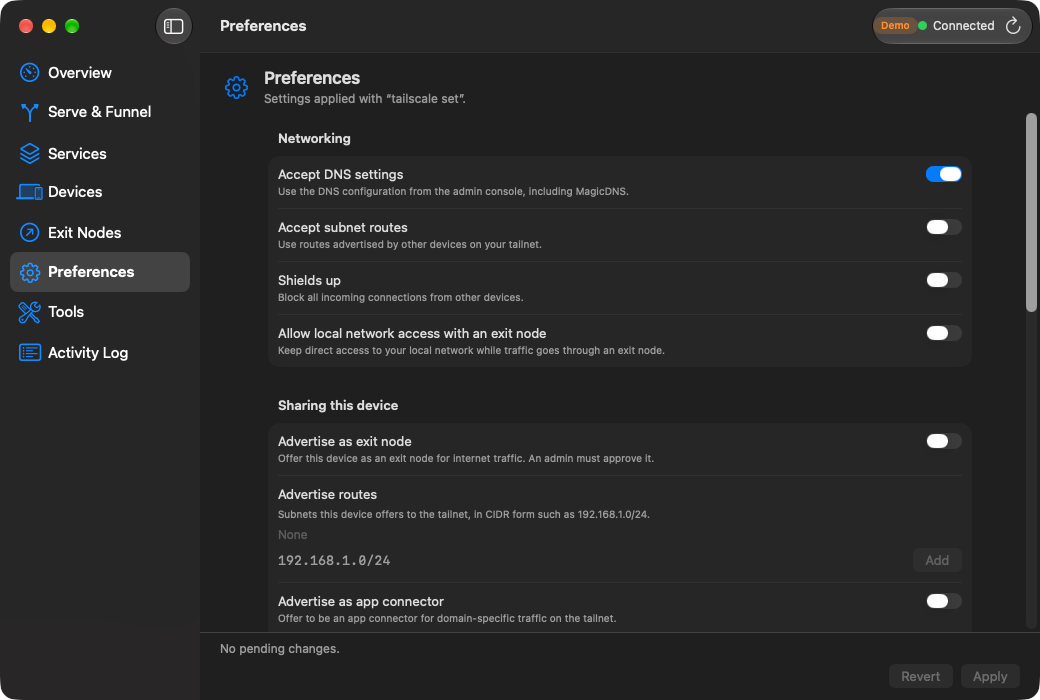 Preferences
Demo
Connected
Overview
Serve & Funnel
Services
Devices
Exit Nodes
Preferences
Tools
Activity Log
Preferences
Settings applied with “tailscale set”.
Networking
Accept DNS settings
Use the DNS configuration from the admin console, including MagicDNS.
Accept subnet routes
Use routes advertised by other devices on your tailnet.
Shields up
Block all incoming connections from other devices.
Allow local network access with an exit node
Keep direct access to your local network while traffic goes through an exit node.
Sharing this device
Advertise as exit node
Offer this device as an exit node for internet traffic. An admin must approve it.
Advertise routes
Subnets this device offers to the tailnet, in CIDR form such as 192.168.1.0/24.
None
192.168.1.0/24
Add
Advertise as app connector
Offer to be an app connector for domain-specific traffic on the tailnet.
No pending changes.
Revert
Apply